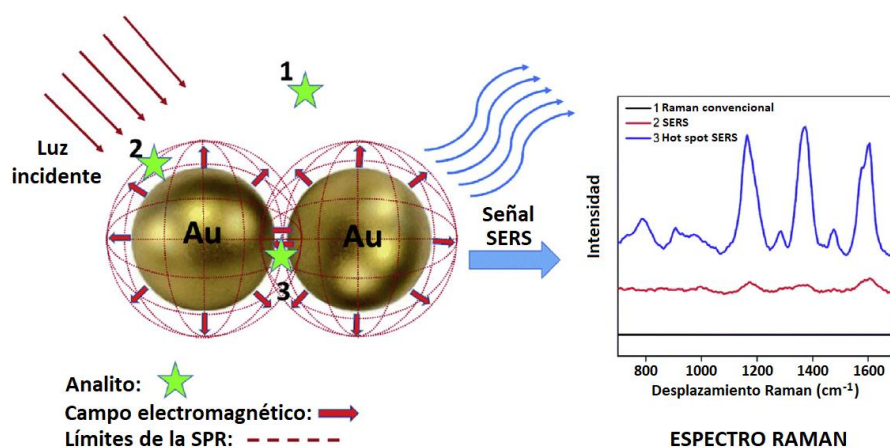 Luz
incidente
1
2
3
Au
Au
Señal
SERS
Analito:
Campo electromagnético:
Límites de la SPR:
1 Raman convencional
2 SERS
3 Hot spot SERS
Intensidad
800 1000 1200 1400 1600
Desplazamiento Raman (cm⁻¹)
ESPECTRO RAMAN